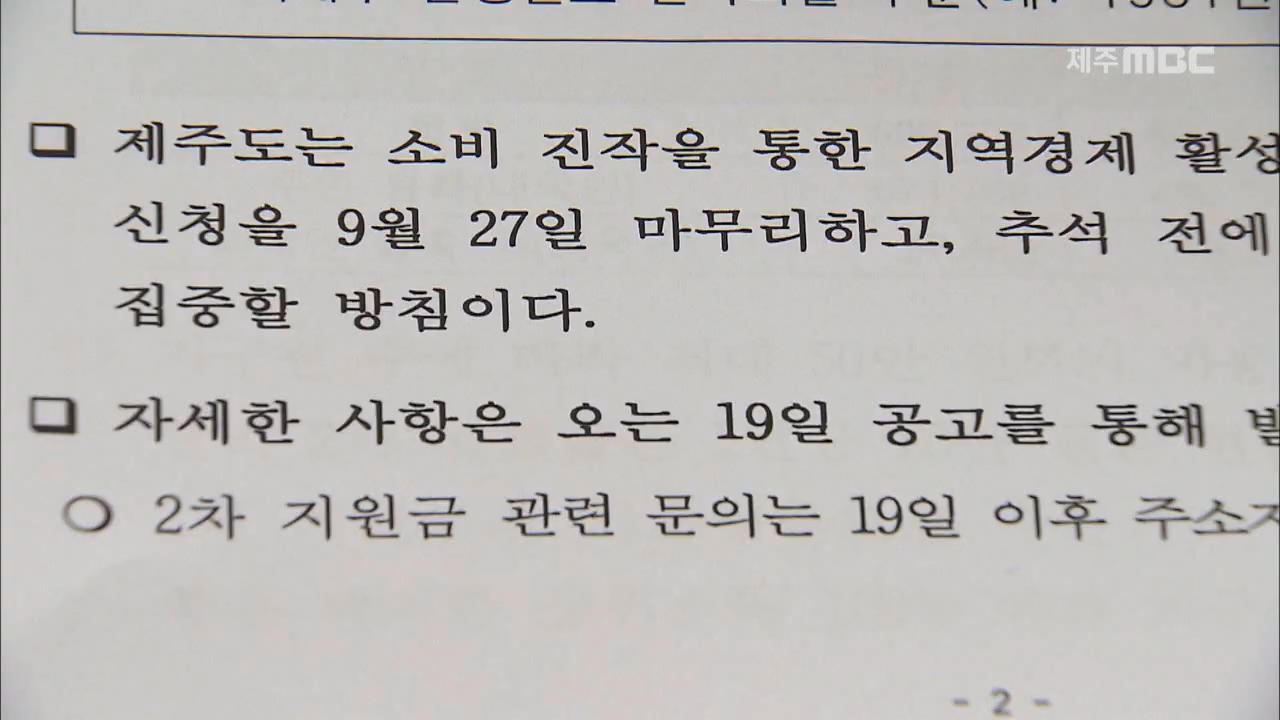 제주MBC
❑ 제주도는 소비 진작을 통한 지역경제 활성
신청을 9월 27일 마무리하고, 추석 전에
집중할 방침이다.
❑ 자세한 사항은 오는 19일 공고를 통해
○ 2차 지원금 관련 문의는 19일 이후 주소지
- 2 -